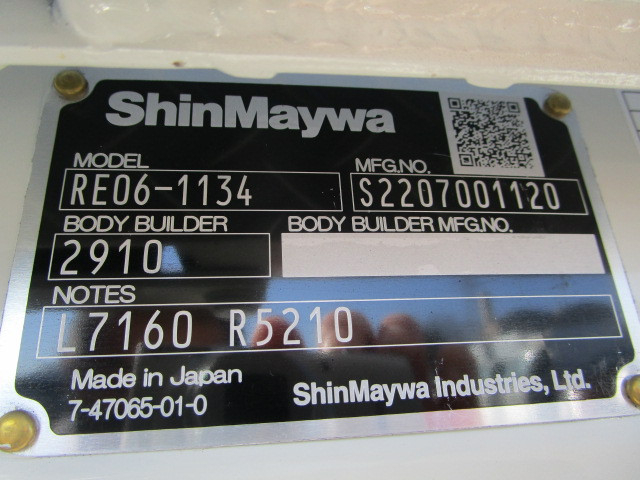 ShinMaywa
MODEL MFG.NO.
RE06-1134 S2207001120
BODY BUILDER BODY BUILDER MFG.NO.
2910
NOTES
L7160 R5210
Made in Japan
7-47065-01-0 ShinMaywa Industries, Ltd.